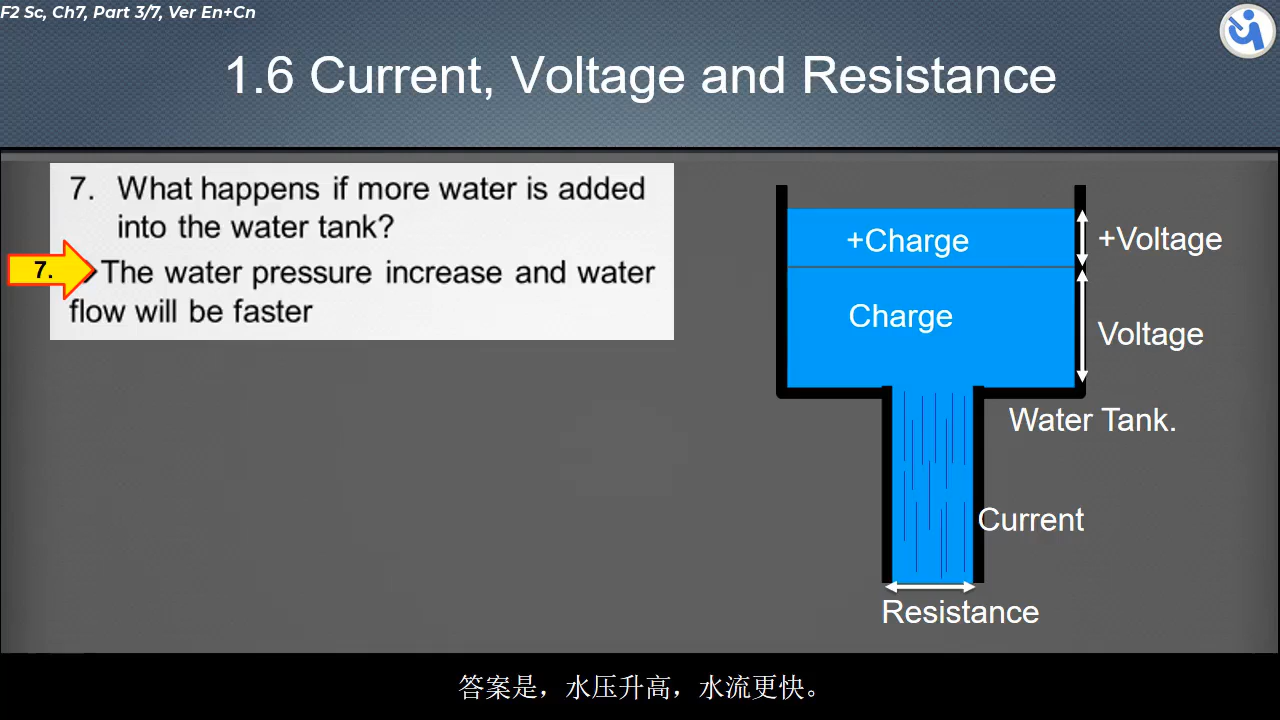 F2 Sc, Ch7, Part 3/7, Ver En+Cn
1.6 Current, Voltage and Resistance
7. What happens if more water is added
into the water tank?
7.
The water pressure increase and water
flow will be faster
+Charge
+Voltage
Charge
Voltage
Water Tank.
Current
Resistance
答案是，水压升高，水流更快。